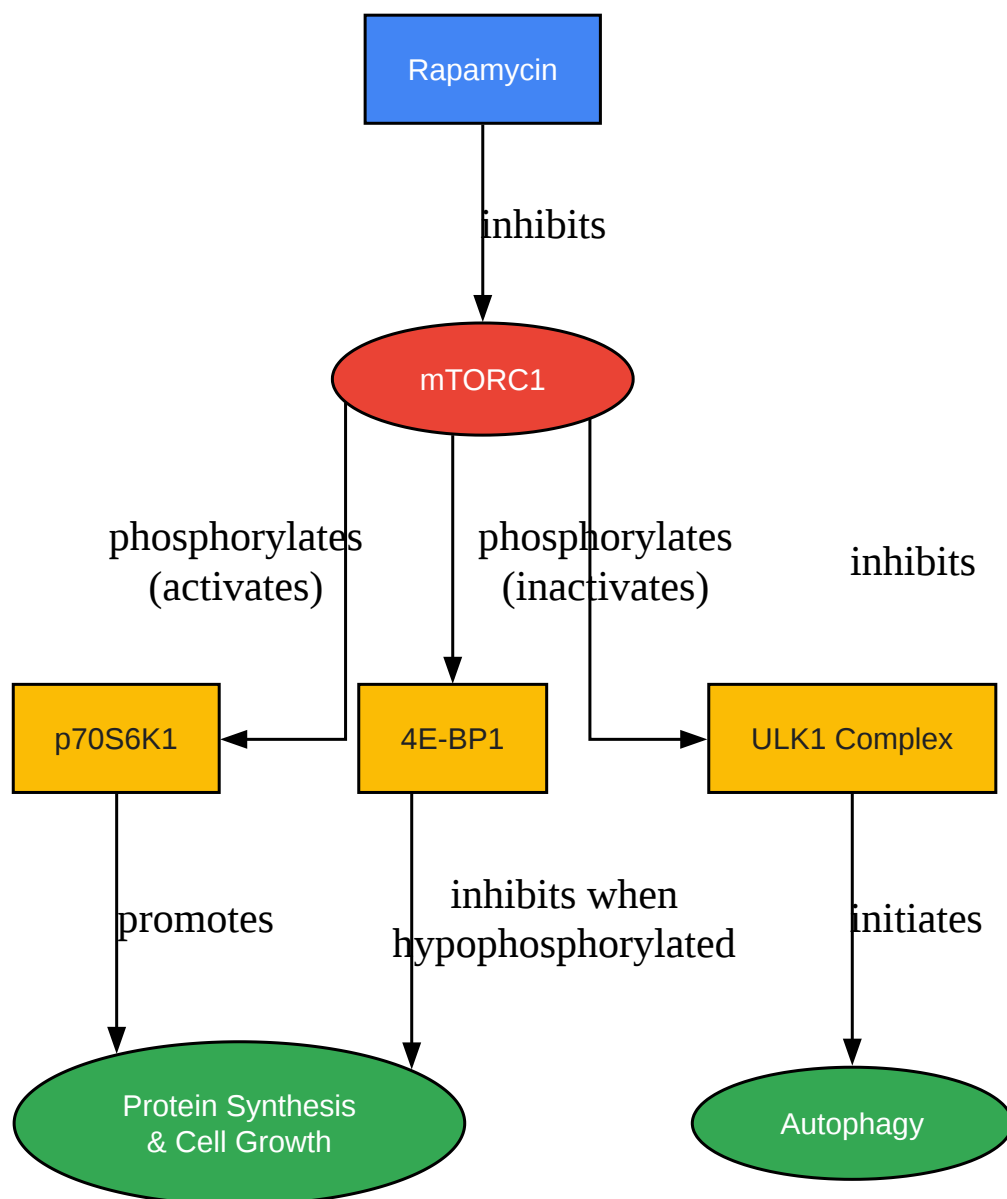 Rapamycin
inhibits
mTORC1
phosphorylates
(activates)
phosphorylates
(inactivates)
inhibits
p70S6K1
4E-BP1
ULK1 Complex
promotes
inhibits when
hypophosphorylated
initiates
Protein Synthesis
& Cell Growth
Autophagy